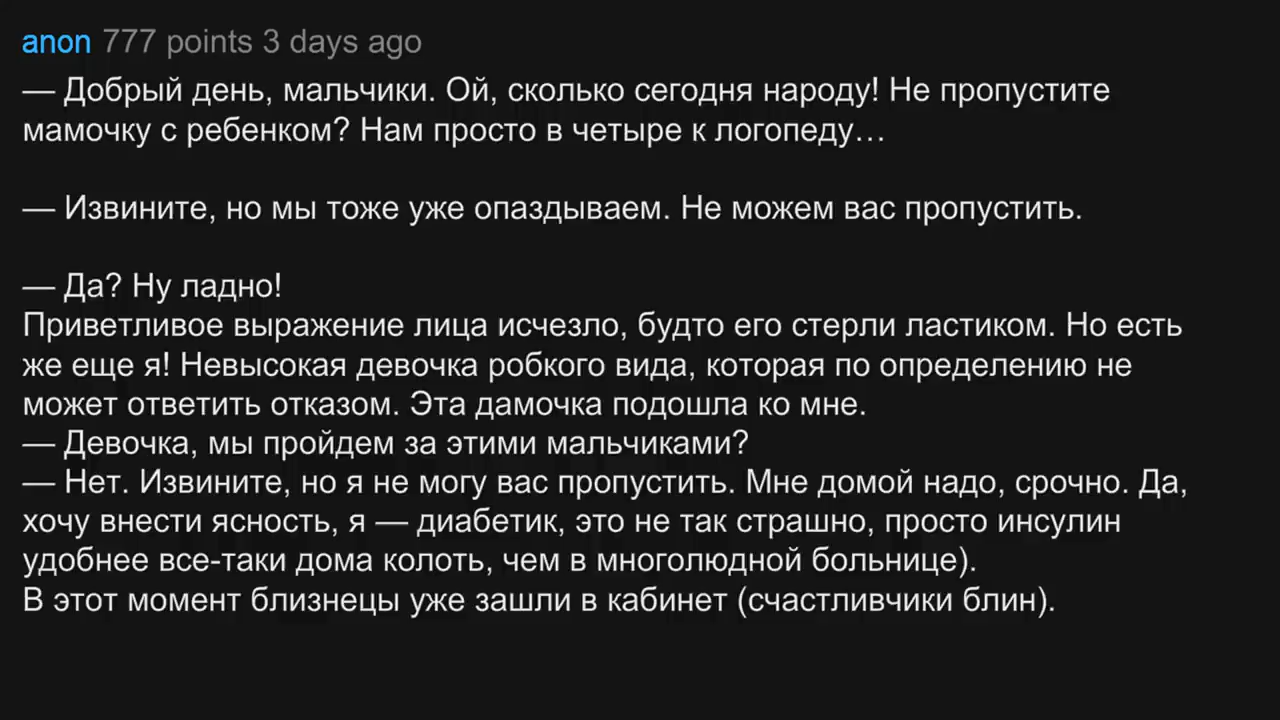 anon 777 points 3 days ago
— Добрый день, мальчики. Ой, сколько сегодня народу! Не пропустите
мамочку с ребенком? Нам просто в четыре к логопеду…
— Извините, но мы тоже уже опаздываем. Не можем вас пропустить.
— Да? Ну ладно!
Приветливое выражение лица исчезло, будто его стерли ластиком. Но есть
же еще я! Невысокая девочка робкого вида, которая по определению не
может ответить отказом. Эта дамочка подошла ко мне.
— Девочка, мы пройдем за этими мальчиками?
— Нет. Извините, но я не могу вас пропустить. Мне домой надо, срочно. Да,
хочу внести ясность, я — диабетик, это не так страшно, просто инсулин
удобнее все-таки дома колоть, чем в многолюдной больнице).
В этот момент близнецы уже зашли в кабинет (счастливчики блин).